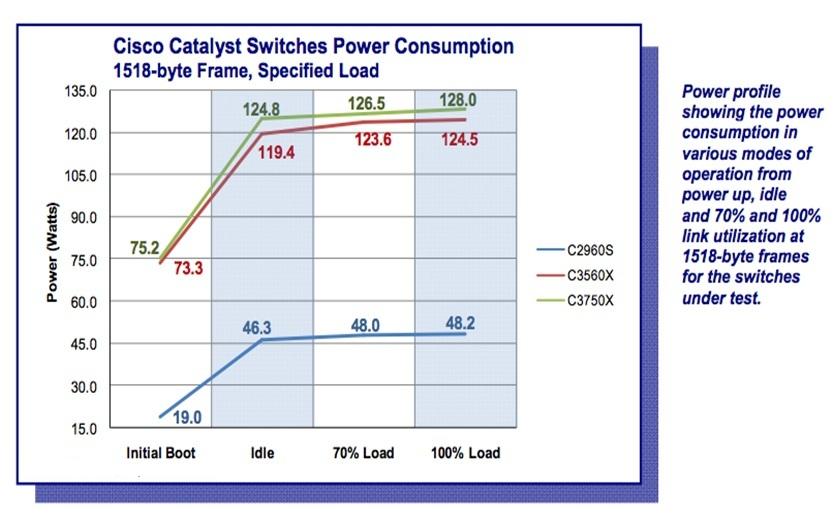 Cisco Catalyst Switches Power Consumption
1518-byte Frame, Specified Load
135.0
120.0
105.0
90.0
75.0
60.0
45.0
30.0
15.0
Power (Watts)
124.8
126.5
128.0
119.4
123.6
124.5
75.2
73.3
46.3
48.0
48.2
19.0
Initial Boot
Idle
70% Load
100% Load
C2960S
C3560X
C3750X
Power profile
showing the power
consumption in
various modes of
operation from
power up, idle
and 70% and 100%
link utilization at
1518-byte frames
for the switches
under test.